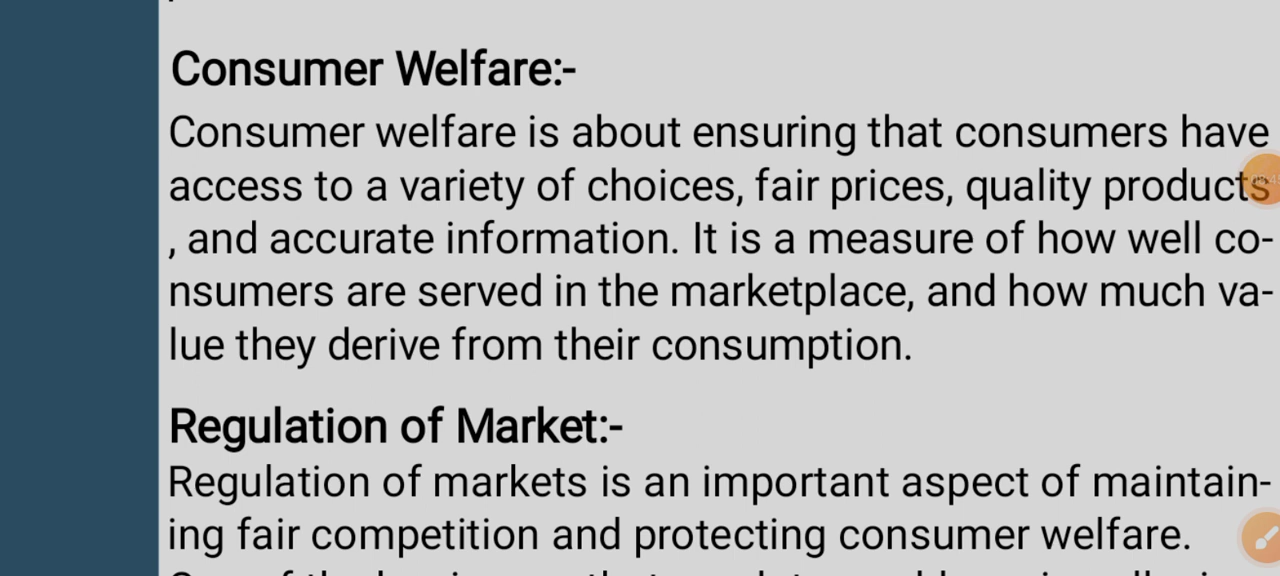 Consumer Welfare:-
Consumer welfare is about ensuring that consumers have
access to a variety of choices, fair prices, quality products
, and accurate information. It is a measure of how well co-
nsumers are served in the marketplace, and how much va-
lue they derive from their consumption.
Regulation of Market:-
Regulation of markets is an important aspect of maintain-
ing fair competition and protecting consumer welfare.